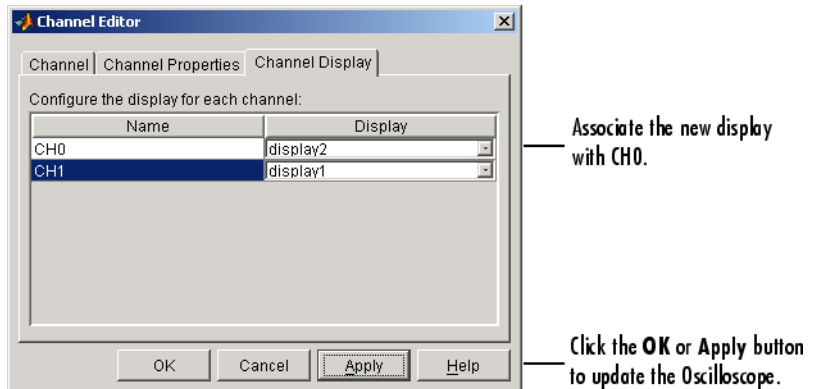 Channel Editor
Channel Channel Properties Channel Display
Configure the display for each channel:
Name Display
CH0 display2
CH1 display1
Associate the new display
with CH0.
OK Cancel Apply Help
Click the OK or Apply button
to update the Oscilloscope.